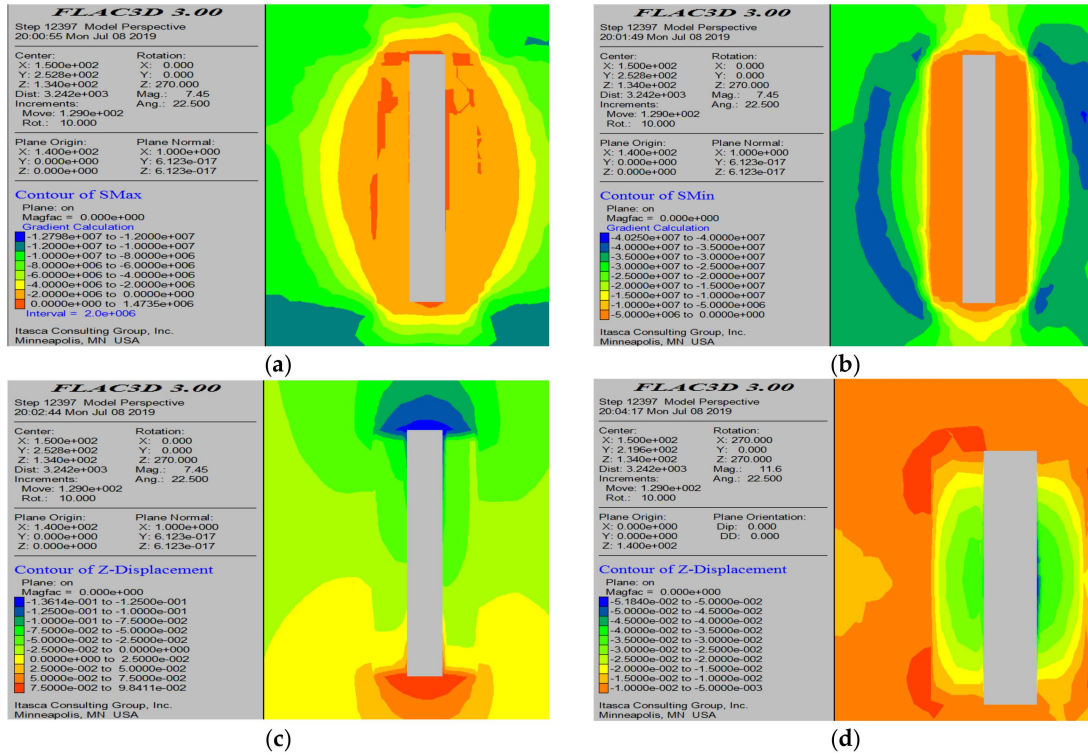 FLAC3D 3.00
Step 12397 Model Perspective
20:00:55 Mon Jul 08 2019
Center: Rotation:
X: 1.500e+002 X: 0.000
Y: 2.528e+002 Y: 0.000
Z: 1.340e+002 Z: 270.000
Dist: 3.242e+003 Mag.: 7.45
Increments: Ang.: 22.500
Move: 1.290e+002
Rot.: 10.000
Plane Origin: Plane Normal:
X: 1.400e+002 X: 1.000e+000
Y: 0.000e+000 Y: 6.123e-017
Z: 0.000e+000 Z: 6.123e-017
Contour of SMax
Plane: on
Magfac = 0.000e+000
Gradient Calculation
-1.2798e+007 to -1.2000e+007
-1.2000e+007 to -1.0000e+007
-1.0000e+007 to -8.0000e+006
-8.0000e+006 to -6.0000e+006
-6.0000e+006 to -4.0000e+006
-4.0000e+006 to -2.0000e+006
-2.0000e+006 to 0.0000e+000
0.0000e+000 to 1.4735e+006
Interval = 2.0e+006
Itasca Consulting Group, Inc.
Minneapolis, MN USA
(a)
FLAC3D 3.00
Step 12397 Model Perspective
20:01:49 Mon Jul 08 2019
Center: Rotation:
X: 1.500e+002 X: 0.000
Y: 2.528e+002 Y: 0.000
Z: 1.340e+002 Z: 270.000
Dist: 3.242e+003 Mag.: 7.45
Increments: Ang.: 22.500
Move: 1.290e+002
Rot.: 10.000
Plane Origin: Plane Normal:
X: 1.400e+002 X: 1.000e+000
Y: 0.000e+000 Y: 6.123e-017
Z: 0.000e+000 Z: 6.123e-017
Contour of SMin
Plane: on
Magfac = 0.000e+000
Gradient Calculation
-4.0250e+007 to -4.0000e+007
-4.0000e+007 to -3.5000e+007
-3.5000e+007 to -3.0000e+007
-3.0000e+007 to -2.5000e+007
-2.5000e+007 to -2.0000e+007
-2.0000e+007 to -1.5000e+007
-1.5000e+007 to -1.0000e+007
-1.0000e+007 to -5.0000e+006
-5.0000e+006 to 0.0000e+000
Itasca Consulting Group, Inc.
Minneapolis, MN USA
(b)
FLAC3D 3.00
Step 12397 Model Perspective
20:02:44 Mon Jul 08 2019
Center: Rotation:
X: 1.500e+002 X: 0.000
Y: 2.528e+002 Y: 0.000
Z: 1.340e+002 Z: 270.000
Dist: 3.242e+003 Mag.: 7.45
Increments: Ang.: 22.500
Move: 1.290e+002
Rot.: 10.000
Plane Origin: Plane Normal:
X: 1.400e+002 X: 1.000e+000
Y: 0.000e+000 Y: 6.123e-017
Z: 0.000e+000 Z: 6.123e-017
Contour of Z-Displacement
Plane: on
Magfac = 0.000e+000
-1.3614e-001 to -1.2500e-001
-1.2500e-001 to -1.0000e-001
-1.0000e-001 to -7.5000e-002
-7.5000e-002 to -5.0000e-002
-5.0000e-002 to -2.5000e-002
-2.5000e-002 to 0.0000e+000
0.0000e+000 to 2.5000e-002
2.5000e-002 to 5.0000e-002
5.0000e-002 to 7.5000e-002
7.5000e-002 to 9.8411e-002
Itasca Consulting Group, Inc.
Minneapolis, MN USA
(c)
FLAC3D 3.00
Step 12397 Model Perspective
20:04:17 Mon Jul 08 2019
Center: Rotation:
X: 1.500e+002 X: 270.000
Y: 2.196e+002 Y: 0.000
Z: 1.340e+002 Z: 270.000
Dist: 3.242e+003 Mag.: 11.6
Increments: Ang.: 22.500
Move: 1.290e+002
Rot.: 10.000
Plane Origin: Plane Orientation:
X: 0.000e+000 Dip: 0.000
Y: 0.000e+000 DD: 0.000
Z: 1.400e+002
Contour of Z-Displacement
Plane: on
Magfac = 0.000e+000
-5.1840e-002 to -5.0000e-002
-5.0000e-002 to -4.5000e-002
-4.5000e-002 to -4.0000e-002
-4.0000e-002 to -3.5000e-002
-3.5000e-002 to -3.0000e-002
-3.0000e-002 to -2.5000e-002
-2.5000e-002 to -2.0000e-002
-2.0000e-002 to -1.5000e-002
-1.5000e-002 to -1.0000e-002
-1.0000e-002 to -5.0000e-003
Itasca Consulting Group, Inc.
Minneapolis, MN USA
(d)